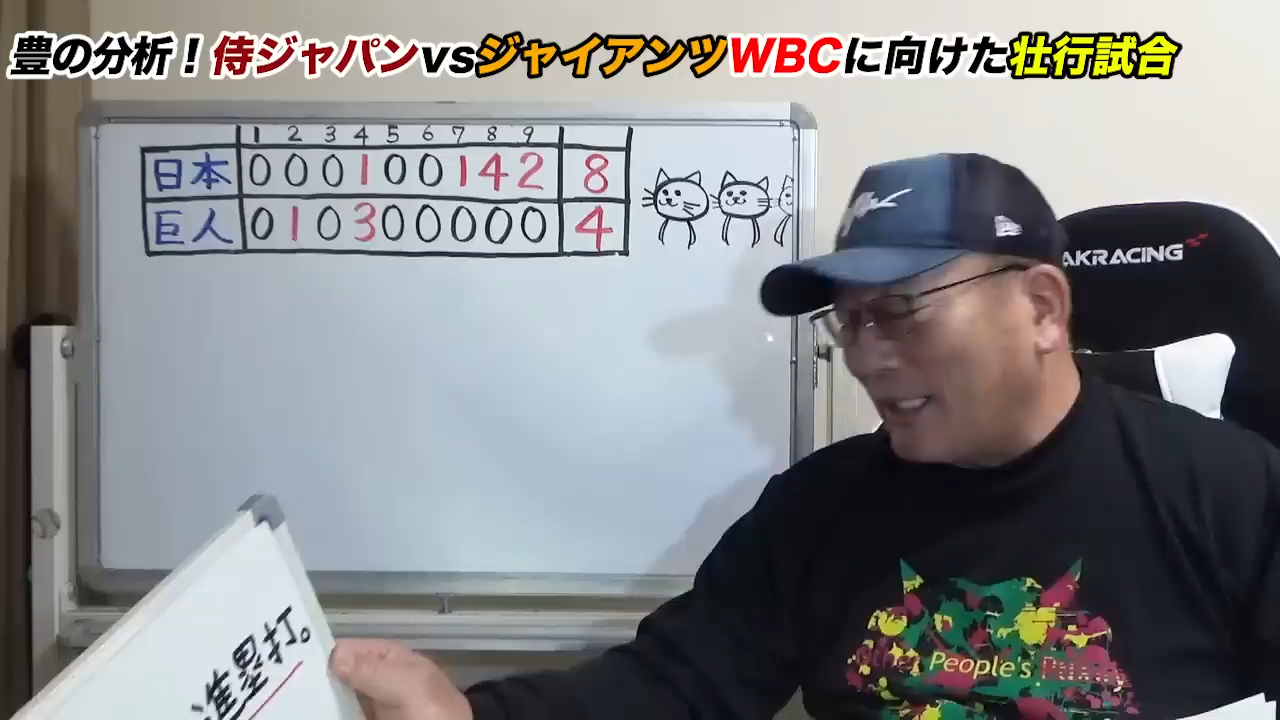 豊の分析！侍ジャパンvsジャイアンツWBCに向けた壮行試合
1 2 3 4 5 6 7 8 9
日本 0 0 0 1 0 0 1 4 2 8
巨人 0 1 0 3 0 0 0 0 0 4
AKRACING
進塁打。
Other People's